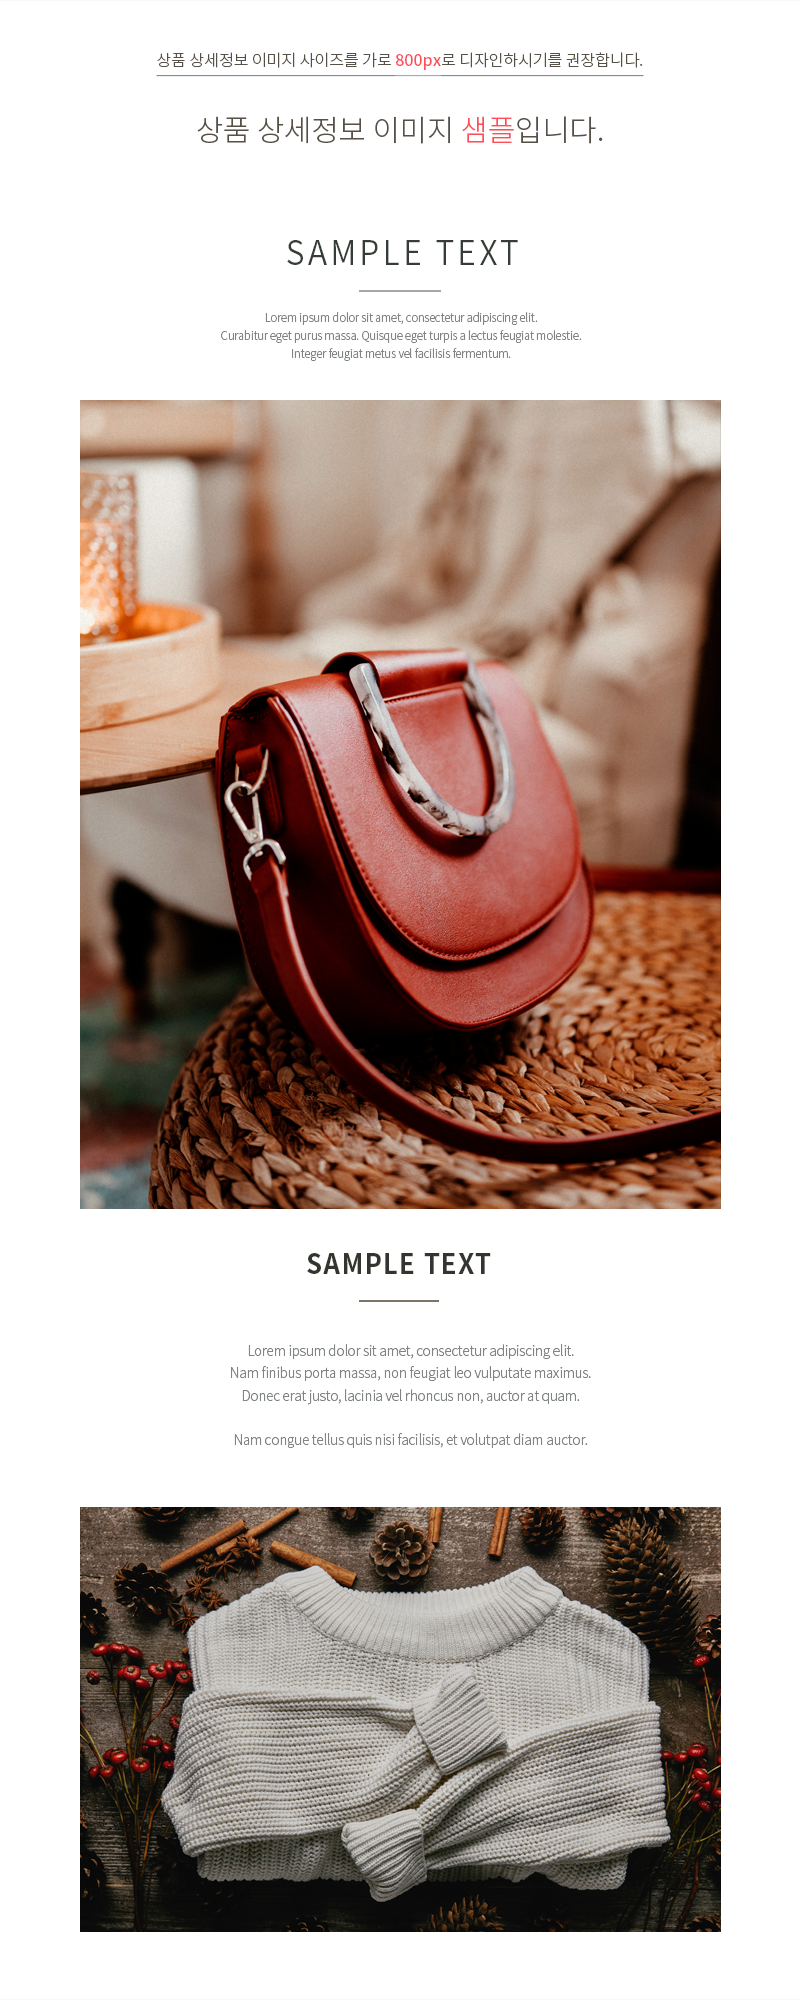 상품 상세정보 이미지 사이즈를 가로 800px로 디자인하시기를 권장합니다.
상품 상세정보 이미지 샘플입니다.
SAMPLE TEXT
Lorem ipsum dolor sit amet, consectetur adipiscing elit.
Curabitur eget purus massa. Quisque eget turpis a lectus feugiat molestie.
Integer feugiat metus vel facilisis fermentum.
SAMPLE TEXT
Lorem ipsum dolor sit amet, consectetur adipiscing elit.
Nam finibus porta massa, non feugiat leo vulputate maximus.
Donec erat justo, lacinia vel rhoncus non, auctor at quam.
Nam congue tellus quis nisi facilisis, et volutpat diam auctor.